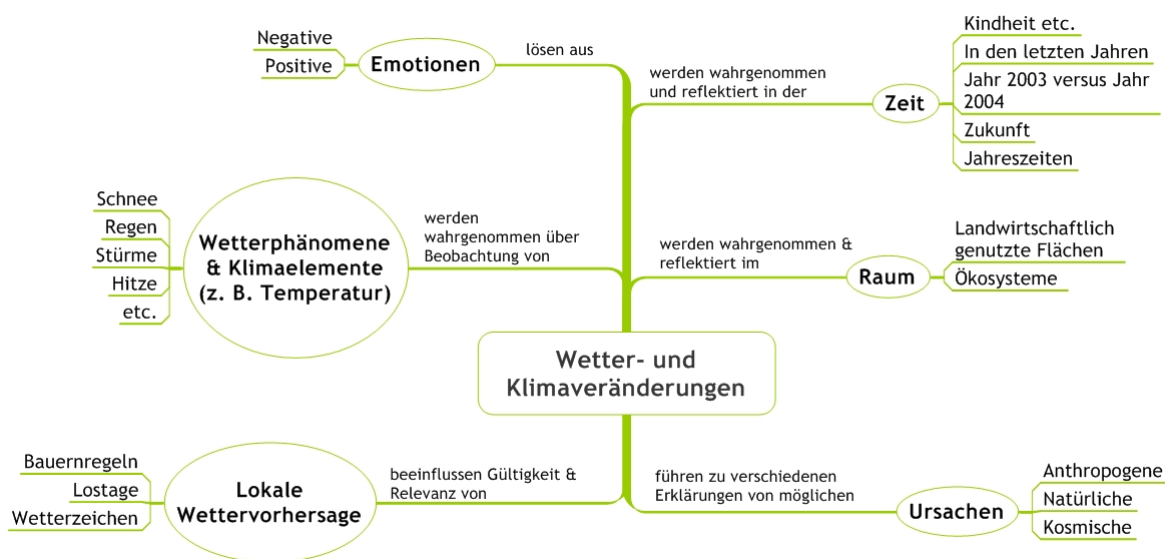 Negative
Positive
Emotionen
lösen aus
werden wahrgenommen
und reflektiert in der
Zeit
Kindheit etc.
In den letzten Jahren
Jahr 2003 versus Jahr
2004
Zukunft
Jahreszeiten
Schnee
Regen
Stürme
Hitze
etc.
Wetterphänomene
& Klimaelemente
(z. B. Temperatur)
werden
wahrgenommen über
Beobachtung von
werden wahrgenommen &
reflektiert im
Raum
Landwirtschaftlich
genutzte Flächen
Ökosysteme
Wetter- und
Klimaveränderungen
Bauernregeln
Lostage
Wetterzeichen
Lokale
Wettervorhersage
beeinflussen Gültigkeit &
Relevanz von
führen zu verschiedenen
Erklärungen von möglichen
Ursachen
Anthropogene
Natürliche
Kosmische